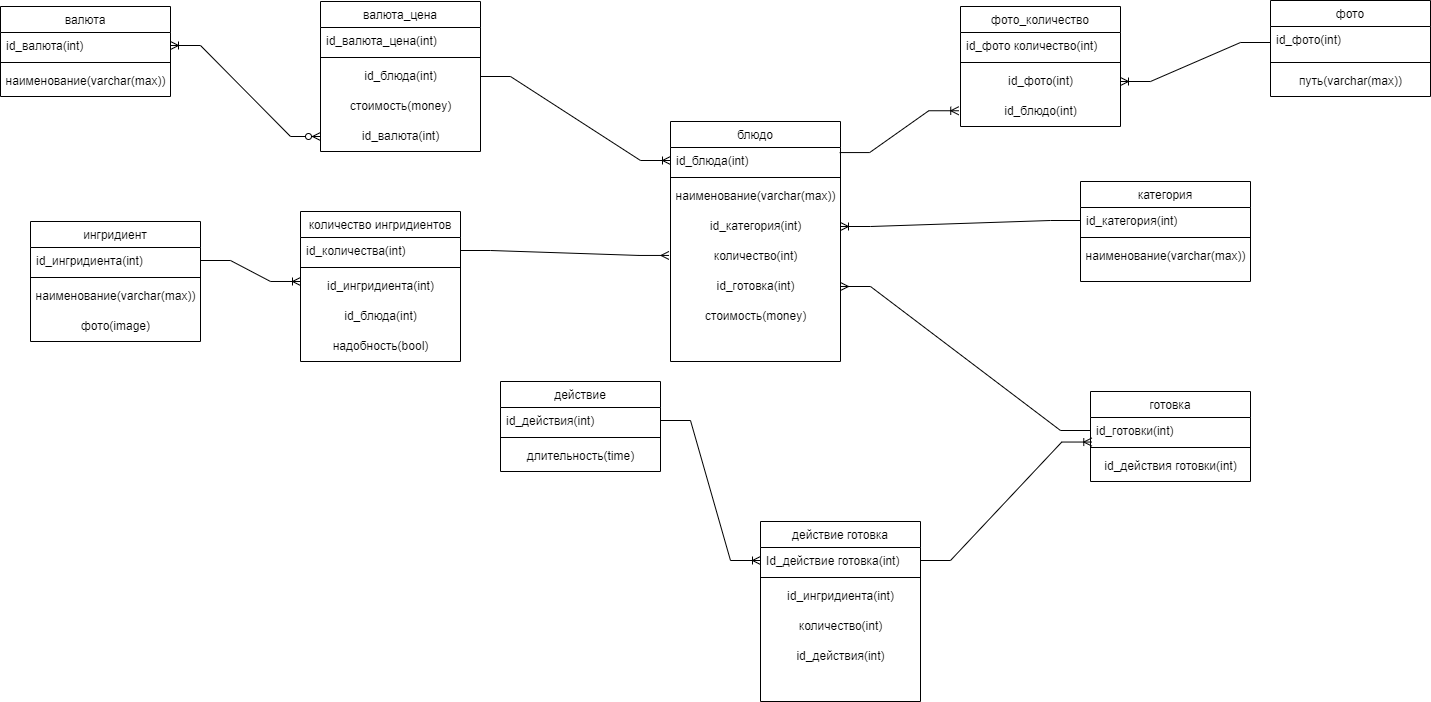 валюта
id_валюта(int)
наименование(varchar(max))
валюта_цена
id_валюта_цена(int)
id_блюда(int)
стоимость(money)
id_валюта(int)
фото_количество
id_фото количество(int)
id_фото(int)
id_блюдо(int)
фото
id_фото(int)
путь(varchar(max))
блюдо
id_блюда(int)
наименование(varchar(max))
id_категория(int)
количество(int)
id_готовка(int)
стоимость(money)
категория
id_категория(int)
наименование(varchar(max))
ингридиент
id_ингридиента(int)
наименование(varchar(max))
фото(image)
количество ингридиентов
id_количества(int)
id_ингридиента(int)
id_блюда(int)
надобность(bool)
действие
id_действия(int)
длительность(time)
готовка
id_готовки(int)
id_действия готовки(int)
действие готовка
Id_действие готовка(int)
id_ингридиента(int)
количество(int)
id_действия(int)